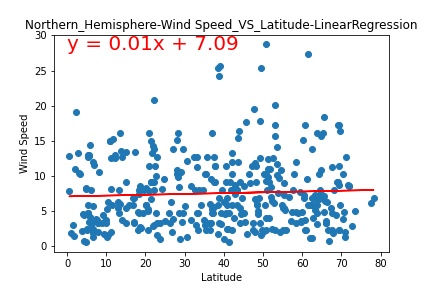 Northern_Hemisphere-Wind Speed_VS_Latitude-LinearRegression
y = 0.01x + 7.09
30
25
20
15
10
5
0
Wind Speed
0 10 20 30 40 50 60 70 80
Latitude